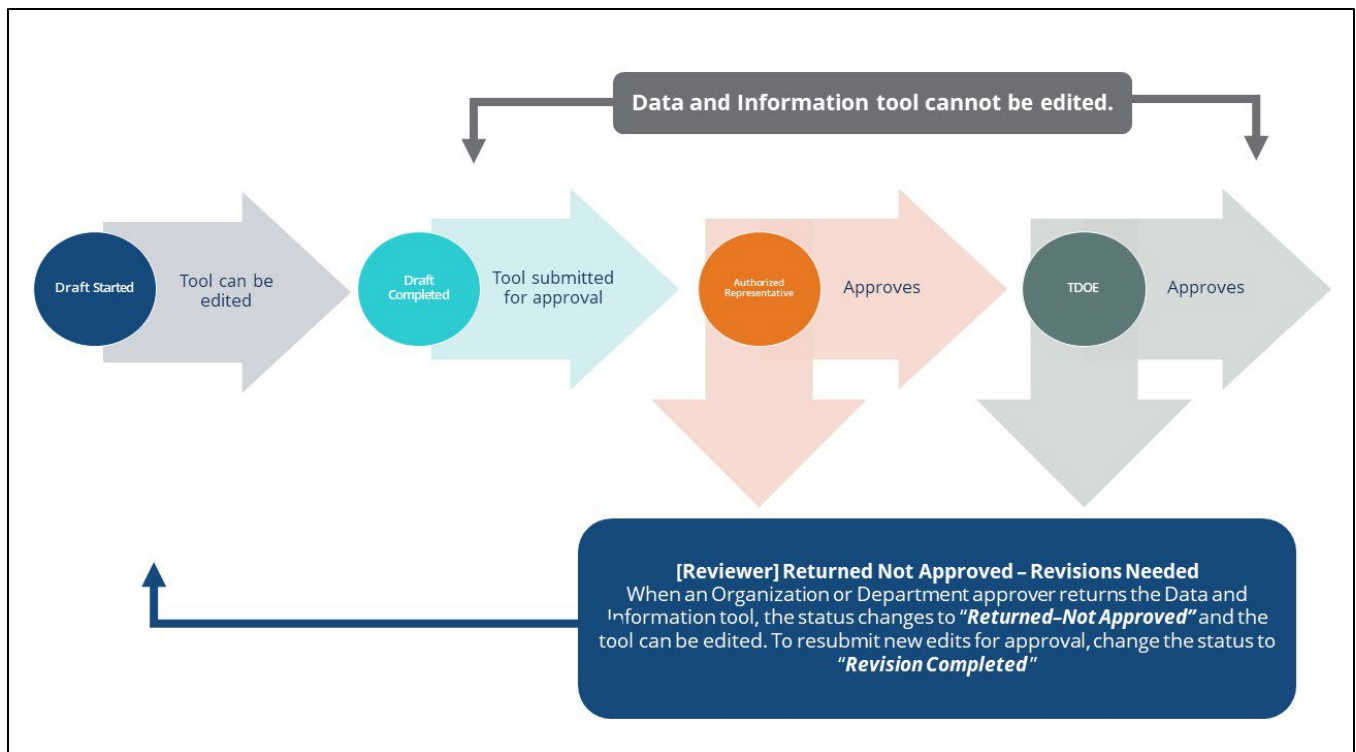 Data and Information tool cannot be edited.
Draft Started
Tool can be
edited
Draft
Completed
Tool submitted
for approval
Authorized
Representative
Approves
TDOE
Approves
[Reviewer] Returned Not Approved – Revisions Needed
When an Organization or Department approver returns the Data and
Information tool, the status changes to “Returned–Not Approved” and the
tool can be edited. To resubmit new edits for approval, change the status to
“Revision Completed”